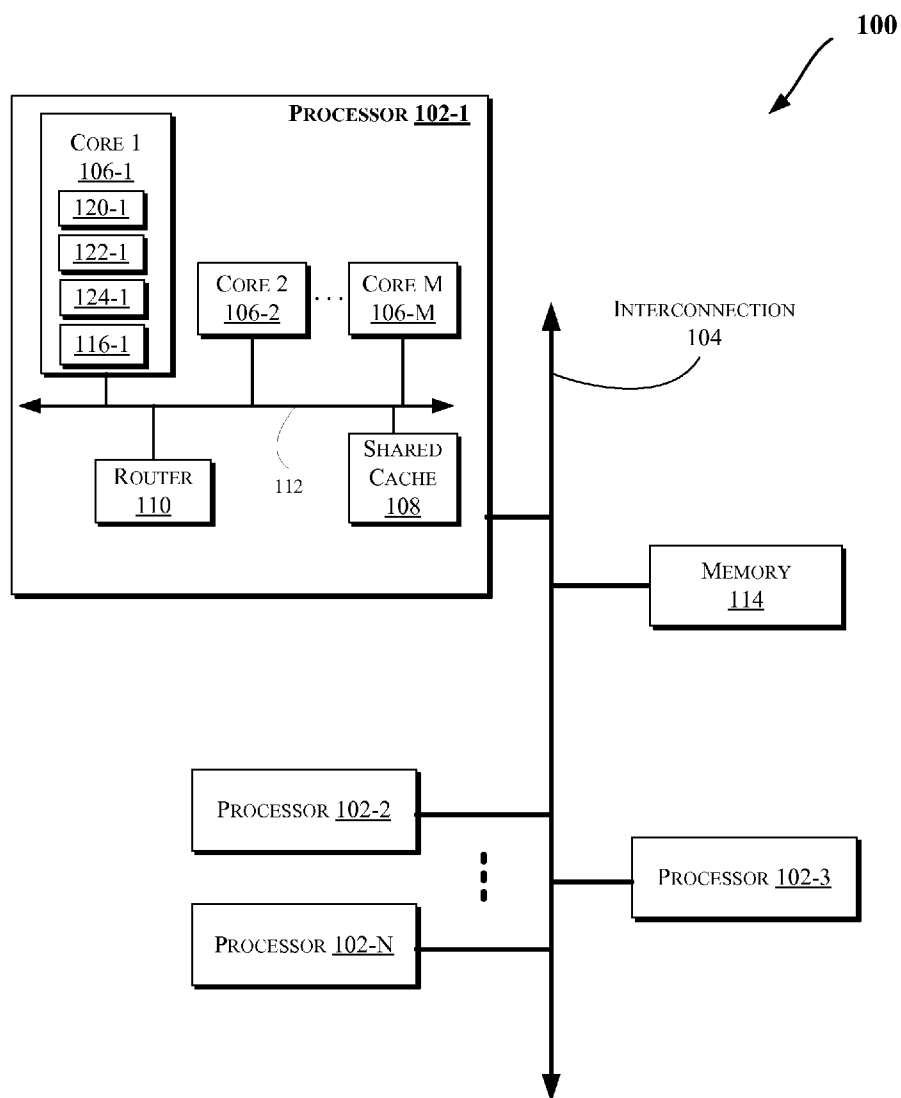 100
PROCESSOR 102-1
CORE 1
106-1
120-1
122-1
124-1
116-1
CORE 2
106-2
...
CORE M
106-M
ROUTER
110
112
SHARED
CACHE
108
INTERCONNECTION
104
MEMORY
114
PROCESSOR 102-2
PROCESSOR 102-3
PROCESSOR 102-N